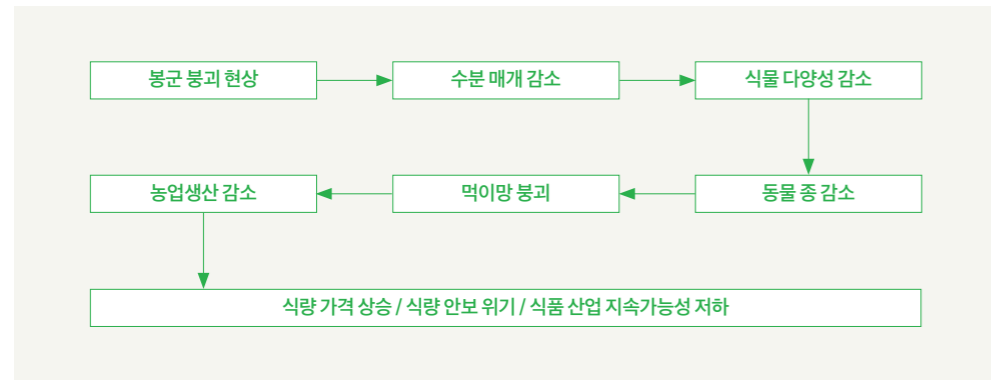 봉군 붕괴 현상
수분 매개 감소
식물 다양성 감소
동물 종 감소
먹이망 붕괴
농업생산 감소
식량 가격 상승 / 식량 안보 위기 / 식품 산업 지속가능성 저하